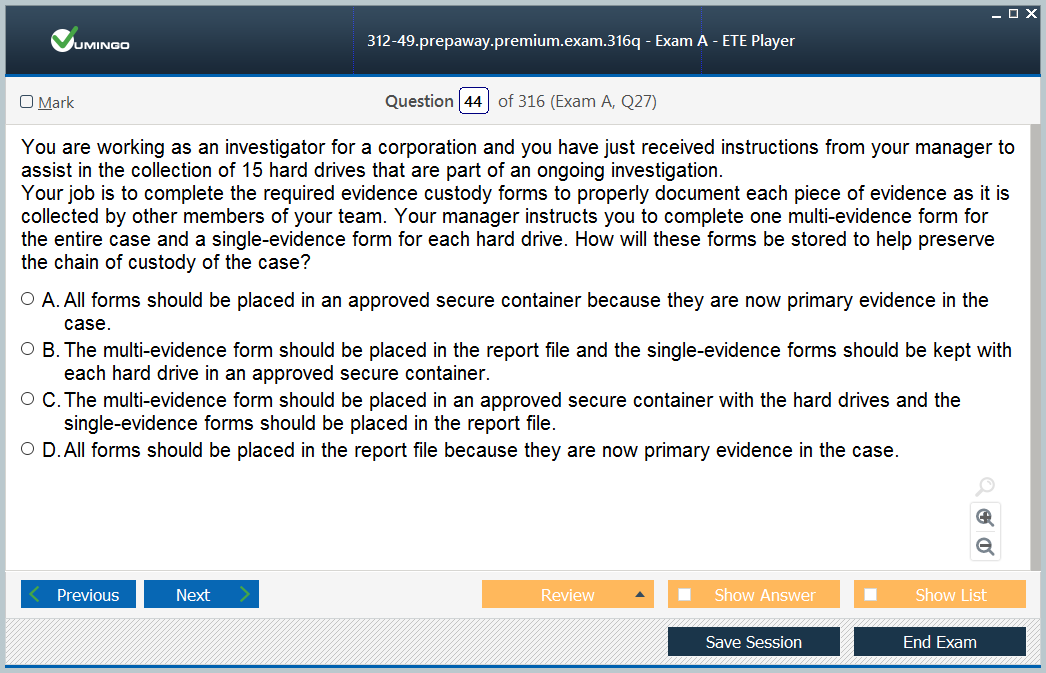 VUMINGO
312-49.prepaway.premium.exam.316q - Exam A - ETE Player
Mark
Question 44 of 316 (Exam A, Q27)
You are working as an investigator for a corporation and you have just received instructions from your manager to
assist in the collection of 15 hard drives that are part of an ongoing investigation.
Your job is to complete the required evidence custody forms to properly document each piece of evidence as it is
collected by other members of your team. Your manager instructs you to complete one multi-evidence form for
the entire case and a single-evidence form for each hard drive. How will these forms be stored to help preserve
the chain of custody of the case?
A. All forms should be placed in an approved secure container because they are now primary evidence in the
case.
B. The multi-evidence form should be placed in the report file and the single-evidence forms should be kept with
each hard drive in an approved secure container.
C. The multi-evidence form should be placed in an approved secure container with the hard drives and the
single-evidence forms should be placed in the report file.
D. All forms should be placed in the report file because they are now primary evidence in the case.
Previous Next Review Show Answer Show List
Save Session End Exam